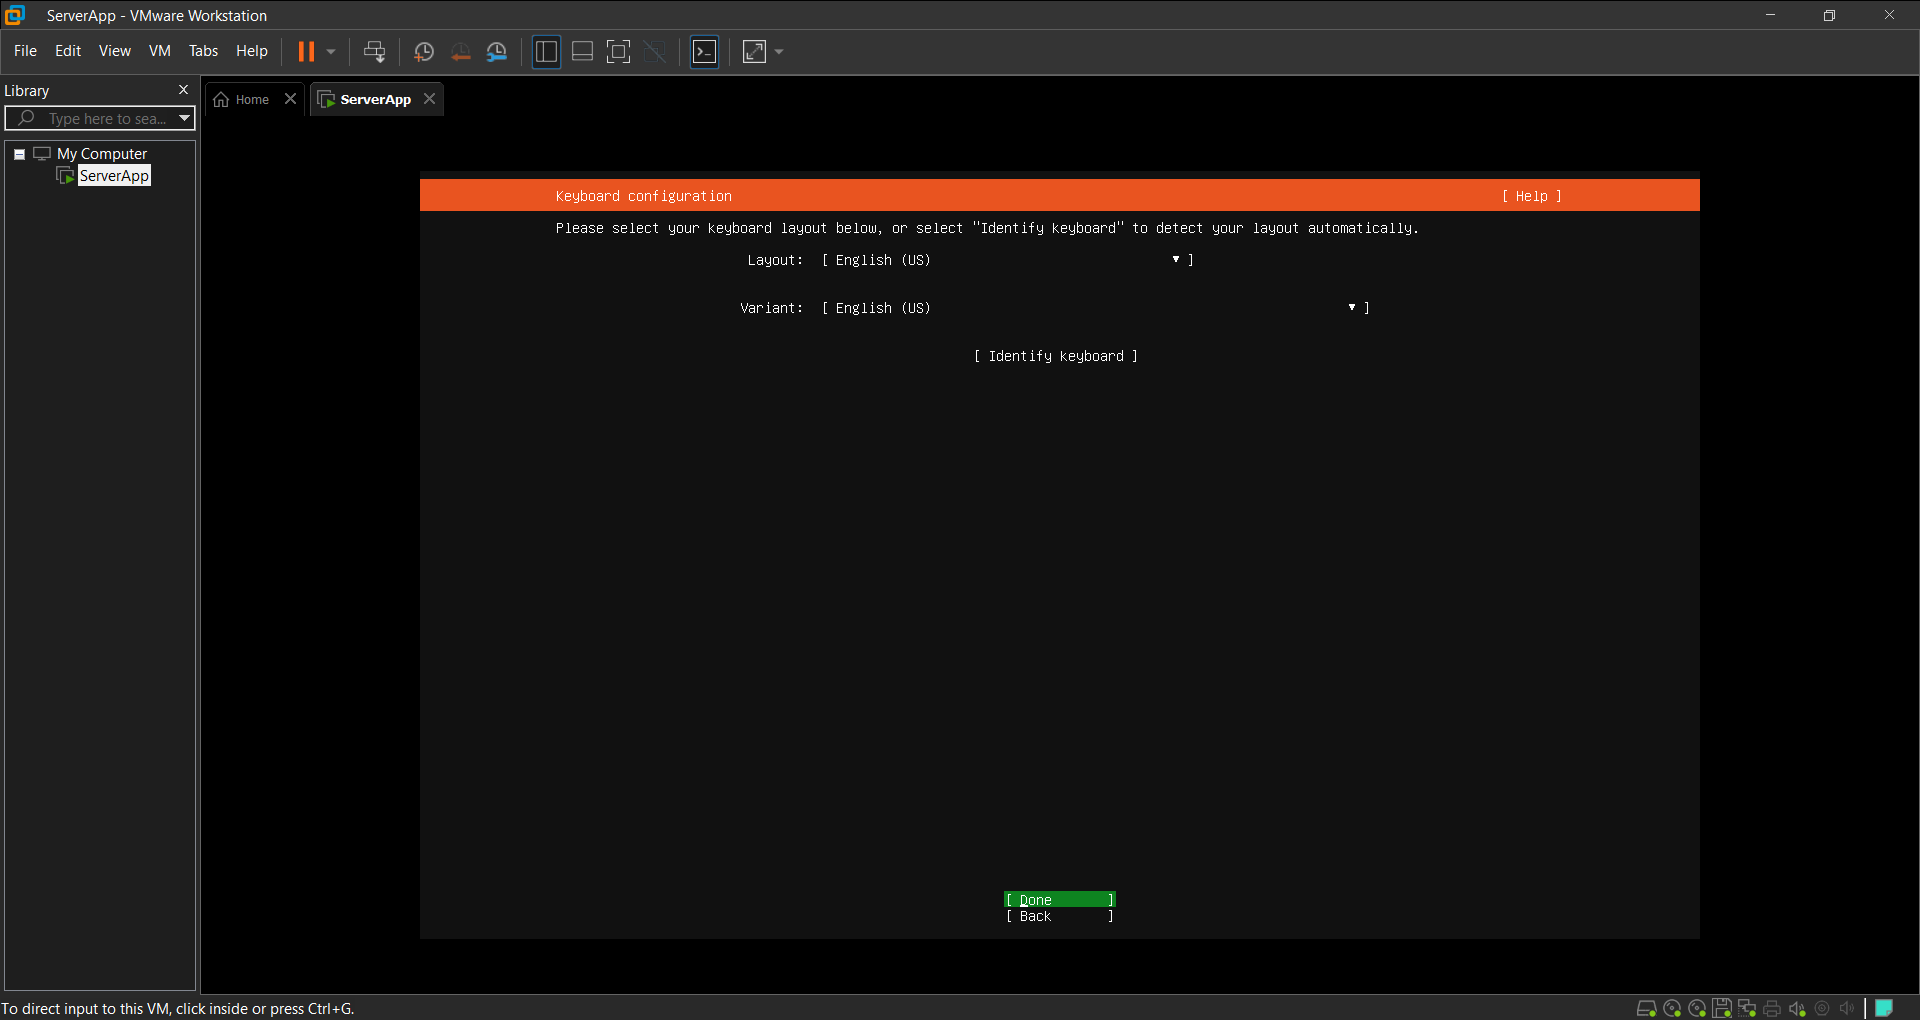 ServerApp - VMware Workstation
File Edit View VM Tabs Help
Library
Type here to sea...
My Computer
ServerApp
Home
ServerApp
Keyboard configuration [ Help ]
Please select your keyboard layout below, or select "Identify keyboard" to detect your layout automatically.
Layout: [ English (US) ▼ ]
Variant: [ English (US) ▼ ]
[ Identify keyboard ]
[ Done ]
[ Back ]
To direct input to this VM, click inside or press Ctrl+G.